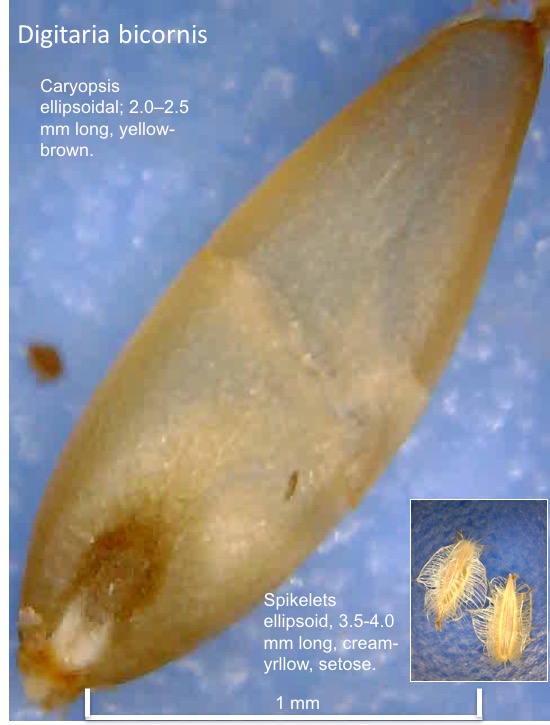 Digitaria bicornis
Caryopsis
ellipsoidal; 2.0–2.5
mm long, yellow-
brown.
Spikelets
ellipsoid, 3.5-4.0
mm long, cream-
yrllow, setose.
1 mm